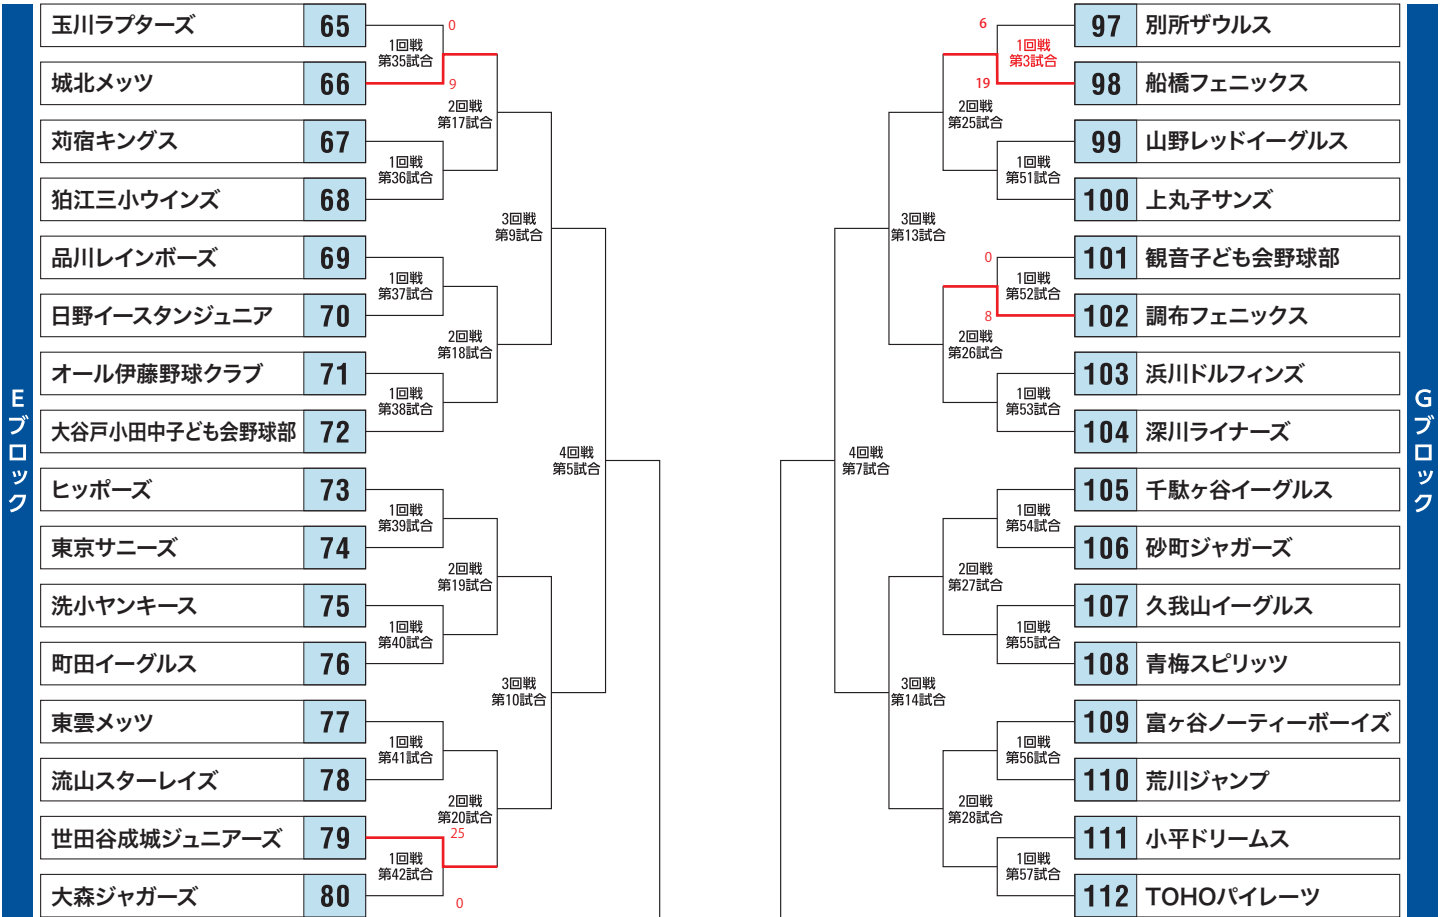 Eブロック
玉川ラプターズ 65
城北メッツ 66
苅宿キングス 67
狛江三小ウインズ 68
品川レインボーズ 69
日野イースタンジュニア 70
オール伊藤野球クラブ 71
大谷戸小田中子ども会野球部 72
ヒッポーズ 73
東京サニーズ 74
洗小ヤンキース 75
町田イーグルス 76
東雲メッツ 77
流山スターレイズ 78
世田谷成城ジュニアーズ 79
大森ジャガーズ 80
0
1回戦
第35試合
9
1回戦
第36試合
1回戦
第37試合
1回戦
第38試合
1回戦
第39試合
1回戦
第40試合
1回戦
第41試合
25
1回戦
第42試合
0
2回戦
第17試合
2回戦
第18試合
2回戦
第19試合
2回戦
第20試合
3回戦
第9試合
3回戦
第10試合
4回戦
第5試合
4回戦
第7試合
3回戦
第13試合
3回戦
第14試合
2回戦
第25試合
2回戦
第26試合
2回戦
第27試合
2回戦
第28試合
6
1回戦
第3試合
19
1回戦
第51試合
0
1回戦
第52試合
8
1回戦
第53試合
1回戦
第54試合
1回戦
第55試合
1回戦
第56試合
1回戦
第57試合
97 別所ザウルス
98 船橋フェニックス
99 山野レッドイーグルス
100 上丸子サンズ
101 観音子ども会野球部
102 調布フェニックス
103 浜川ドルフィンズ
104 深川ライナーズ
105 千駄ヶ谷イーグルス
106 砂町ジャガーズ
107 久我山イーグルス
108 青梅スピリッツ
109 富ヶ谷ノーティーボーイズ
110 荒川ジャンプ
111 小平ドリームス
112 TOHOパイレーツ
Gブロック